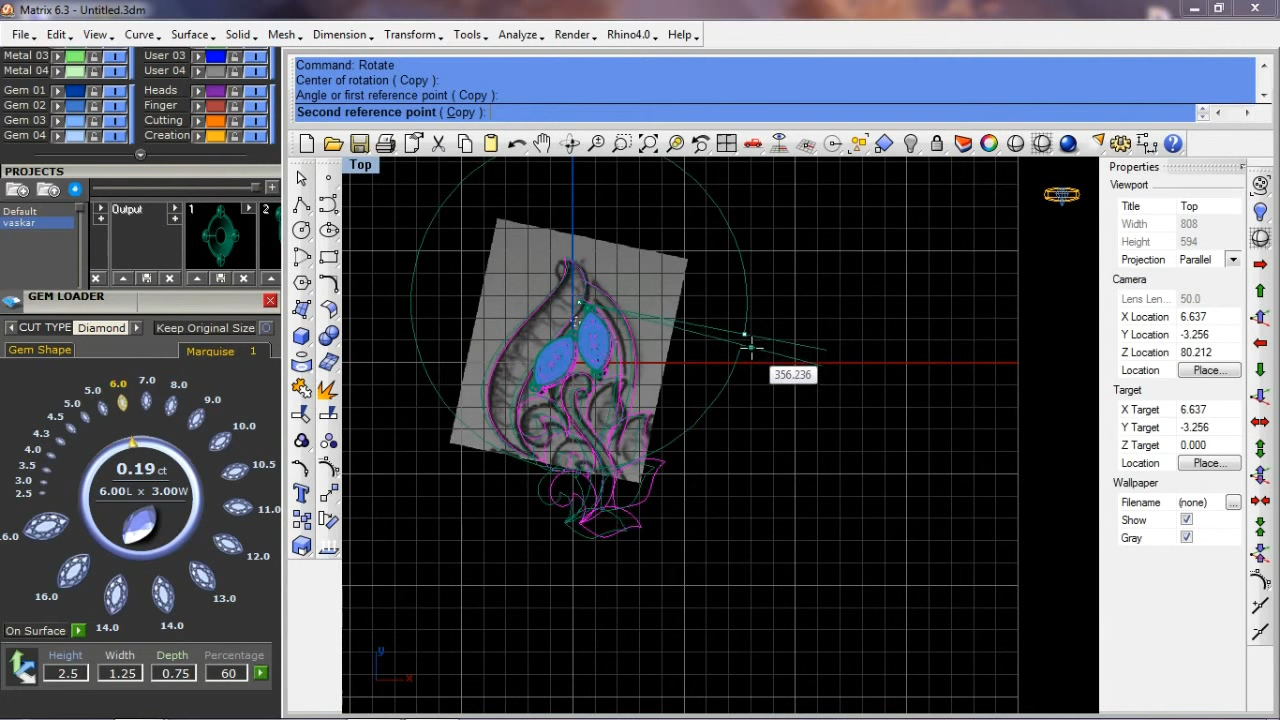 Matrix 6.3 - Untitled.3dm
File Edit View Curve Surface Solid Mesh Dimension Transform Tools Analyze Render Rhino4.0 Help
Metal 03 User 03
Metal 04 User 04
Gem 01 Heads
Gem 02 Finger
Gem 03 Cutting
Gem 04 Creation
Command: Rotate
Center of rotation ( Copy ):
Angle or first reference point ( Copy ):
Second reference point ( Copy ):
PROJECTS
Default
vaskar
Output 1 2
GEM LOADER
CUT TYPE Diamond Keep Original Size
Gem Shape Marquise 1
2.5 3.0 3.5 4.3 4.5 5.0 5.5 6.0 7.0 8.0 9.0 10.0 10.5 11.0 12.0 13.0 14.0 14.0 16.0
0.19 ct
6.00L x 3.00W
On Surface
Height Width Depth Percentage
2.5 1.25 0.75 60
Top
356.236
y
x
Properties
Viewport
Title Top
Width 808
Height 594
Projection Parallel
Camera
Lens Len... 50.0
X Location 6.637
Y Location -3.256
Z Location 80.212
Location Place...
Target
X Target 6.637
Y Target -3.256
Z Target 0.000
Location Place...
Wallpaper
Filename (none) ...
Show
Gray